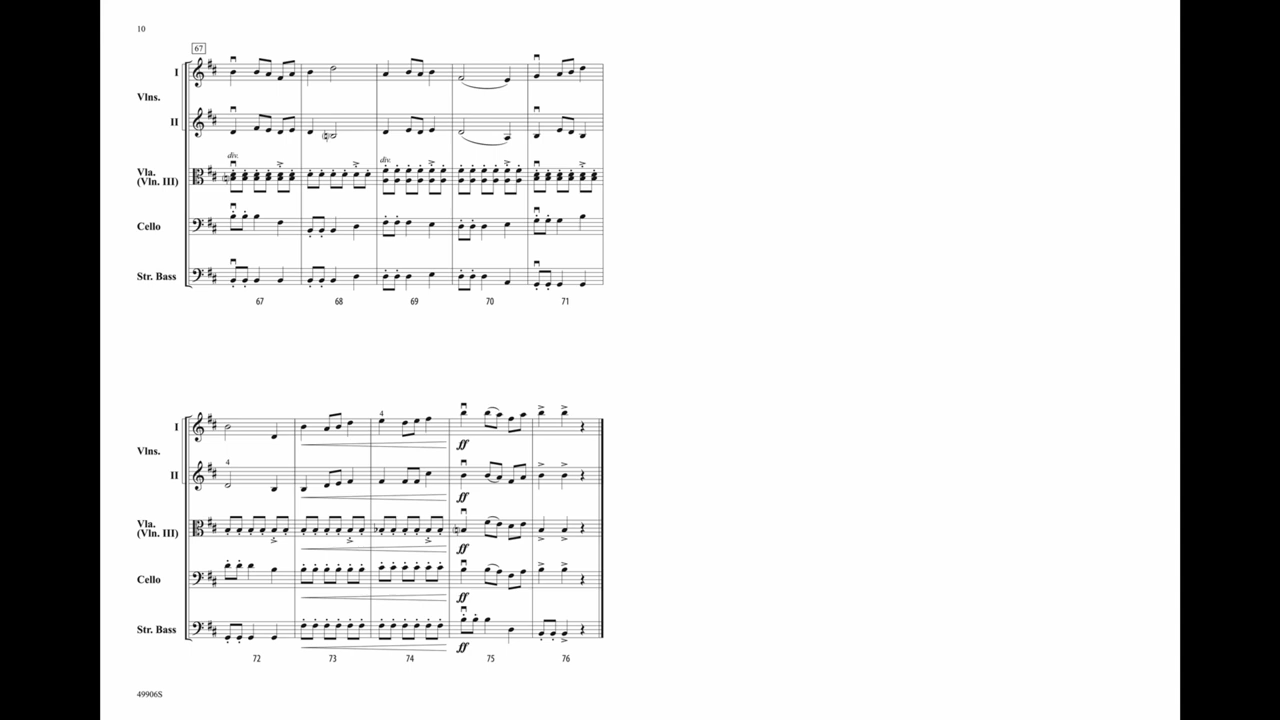 10
67
I
Vlns.
II
div.
div.
Vla.
(Vln. III)
Cello
Str. Bass
67 68 69 70 71
4
I
Vlns.
ff
4
II
ff
Vla.
(Vln. III)
ff
Cello
ff
Str. Bass
ff
72 73 74 75 76
49906S